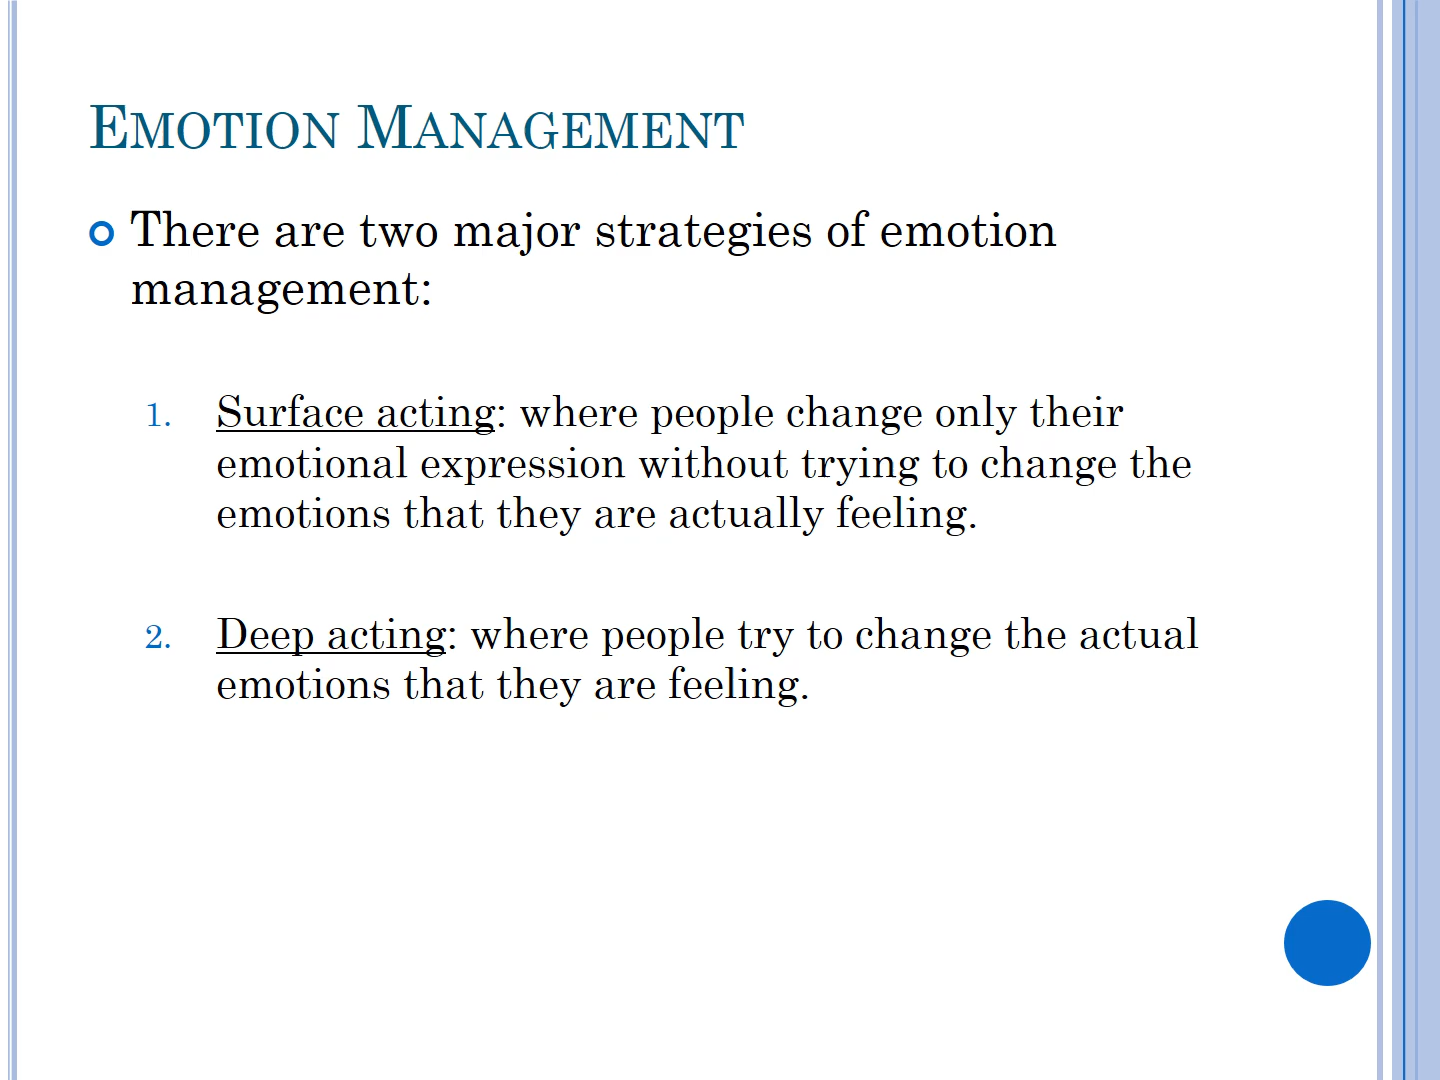 EMOTION MANAGEMENT
There are two major strategies of emotion
management:
1. Surface acting: where people change only their
emotional expression without trying to change the
emotions that they are actually feeling.
2. Deep acting: where people try to change the actual
emotions that they are feeling.